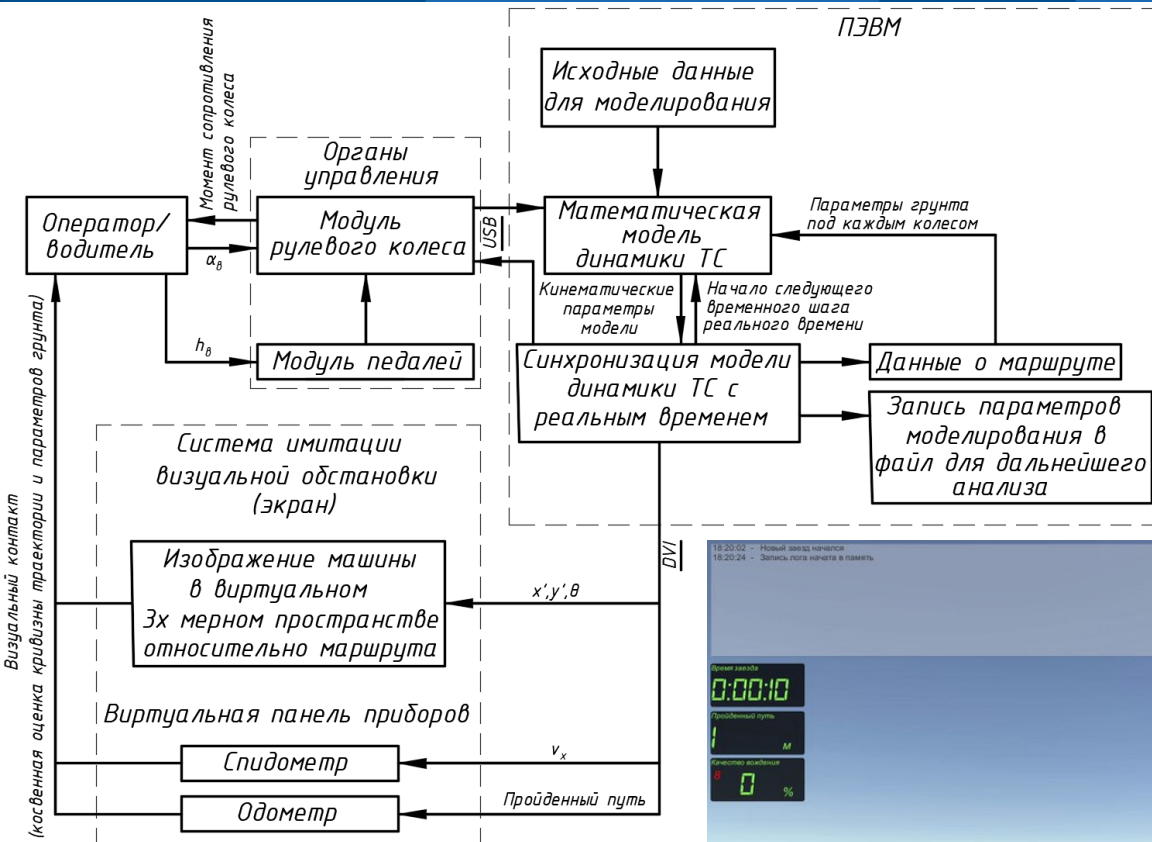 ПЭВМ
Исходные данные
для моделирования
Момент сопротивления
рулевого колеса
Органы
управления
Оператор/
водитель
αв
Модуль
рулевого колеса
USB
Математическая
модель
динамики ТС
Параметры грунта
под каждым колесом
Кинематические
параметры
модели
Начало следующего
временного шага
реального времени
hв
Модуль педалей
Синхронизация модели
динамики ТС с
реальным временем
Данные о маршруте
Запись параметров
моделирования в
файл для дальнейшего
анализа
Визуальный контакт
(косвенная оценка кривизны траектории и параметров грунта)
Система имитации
визуальной обстановки
(экран)
Изображение машины
в виртуальном
3х мерном пространстве
относительно маршрута
x',y',θ
DVI
Виртуальная панель приборов
Спидометр
vx
Одометр
Пройденный путь
18:20:02 - Новый заезд начался
18:20:24 - Запись лога начата в память
Время заезда
0:00:10
Пройденный путь
1 м
Качество вождения
8 0 %